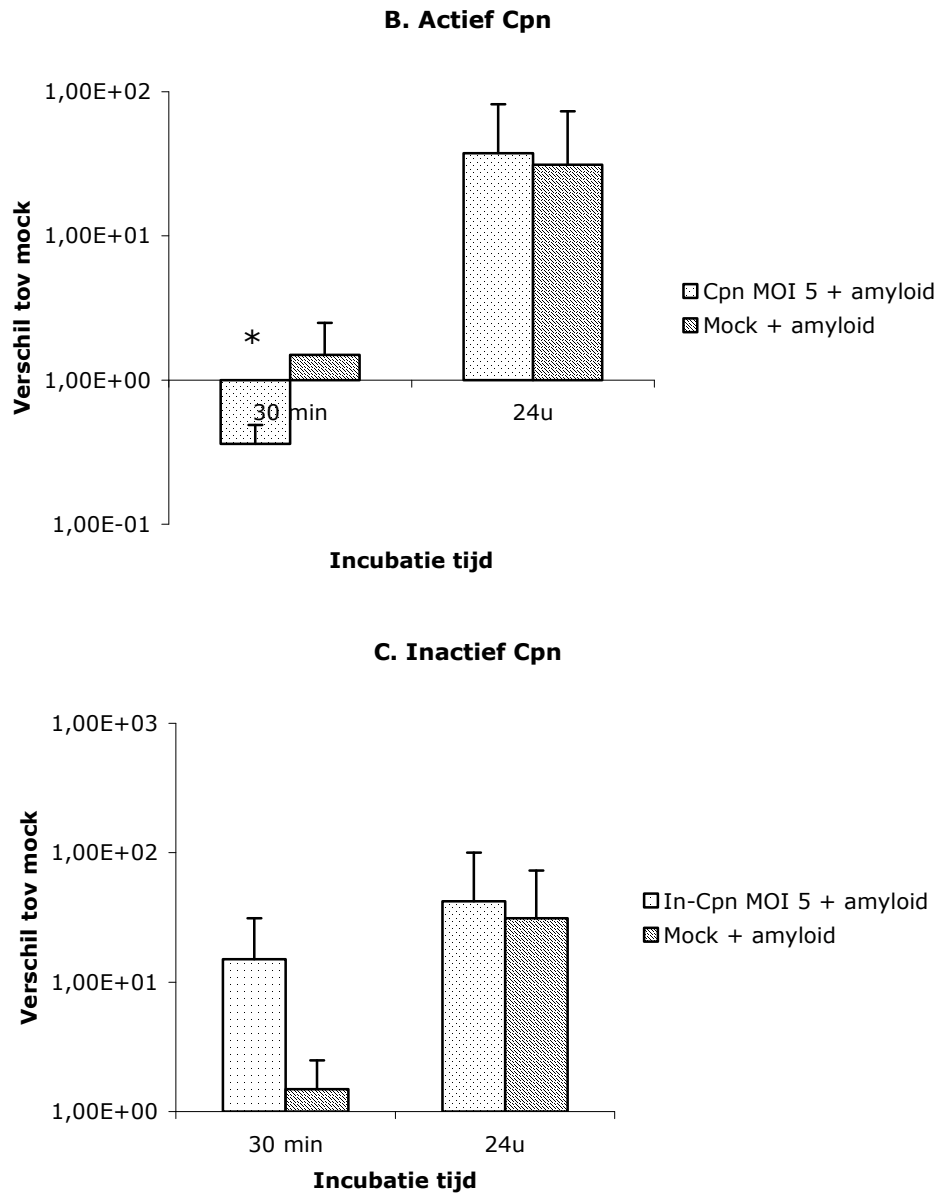 B. Actief Cpn
1,00E+02
1,00E+01
1,00E+00
1,00E-01
Verschil tov mock
*
30 min
24u
Incubatie tijd
Cpn MOI 5 + amyloid
Mock + amyloid
C. Inactief Cpn
1,00E+03
1,00E+02
1,00E+01
1,00E+00
Verschil tov mock
30 min
24u
Incubatie tijd
In-Cpn MOI 5 + amyloid
Mock + amyloid